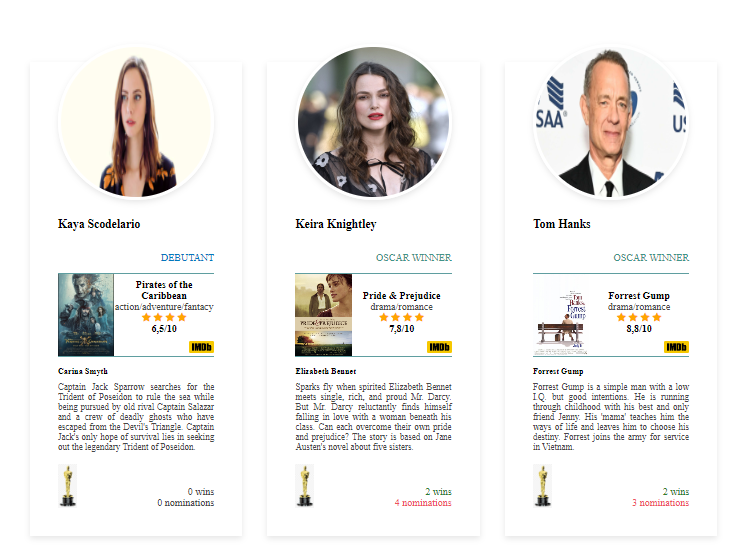 Kaya Scodelario
DEBUTANT
Pirates of the
Caribbean
action/adventure/fantacy
6,5/10
IMDb
Carina Smyth
Captain Jack Sparrow searches for the
Trident of Poseidon to rule the sea while
being pursued by old rival Captain Salazar
and a crew of deadly ghosts who have
escaped from the Devil's Triangle. Captain
Jack's only hope of survival lies in seeking
out the legendary Trident of Poseidon.
0 wins
0 nominations
Keira Knightley
OSCAR WINNER
PRIDE & PREJUDICE
Pride & Prejudice
drama/romance
7,8/10
IMDb
Elizabeth Bennet
Sparks fly when spirited Elizabeth Bennet
meets single, rich, and proud Mr. Darcy.
But Mr. Darcy reluctantly finds himself
falling in love with a woman beneath his
class. Can each overcome their own pride
and prejudice? The story is based on Jane
Austen's novel about five sisters.
2 wins
4 nominations
SAA
US
Tom Hanks
OSCAR WINNER
Tom
Hanks
Forrest
Gump
Forrest Gump
drama/romance
8,8/10
IMDb
Forrest Gump
Forrest Gump is a simple man with a low
I.Q. but good intentions. He is running
through childhood with his best and only
friend Jenny. His 'mama' teaches him the
ways of life and leaves him to choose his
destiny. Forrest joins the army for service
in Vietnam.
2 wins
3 nominations